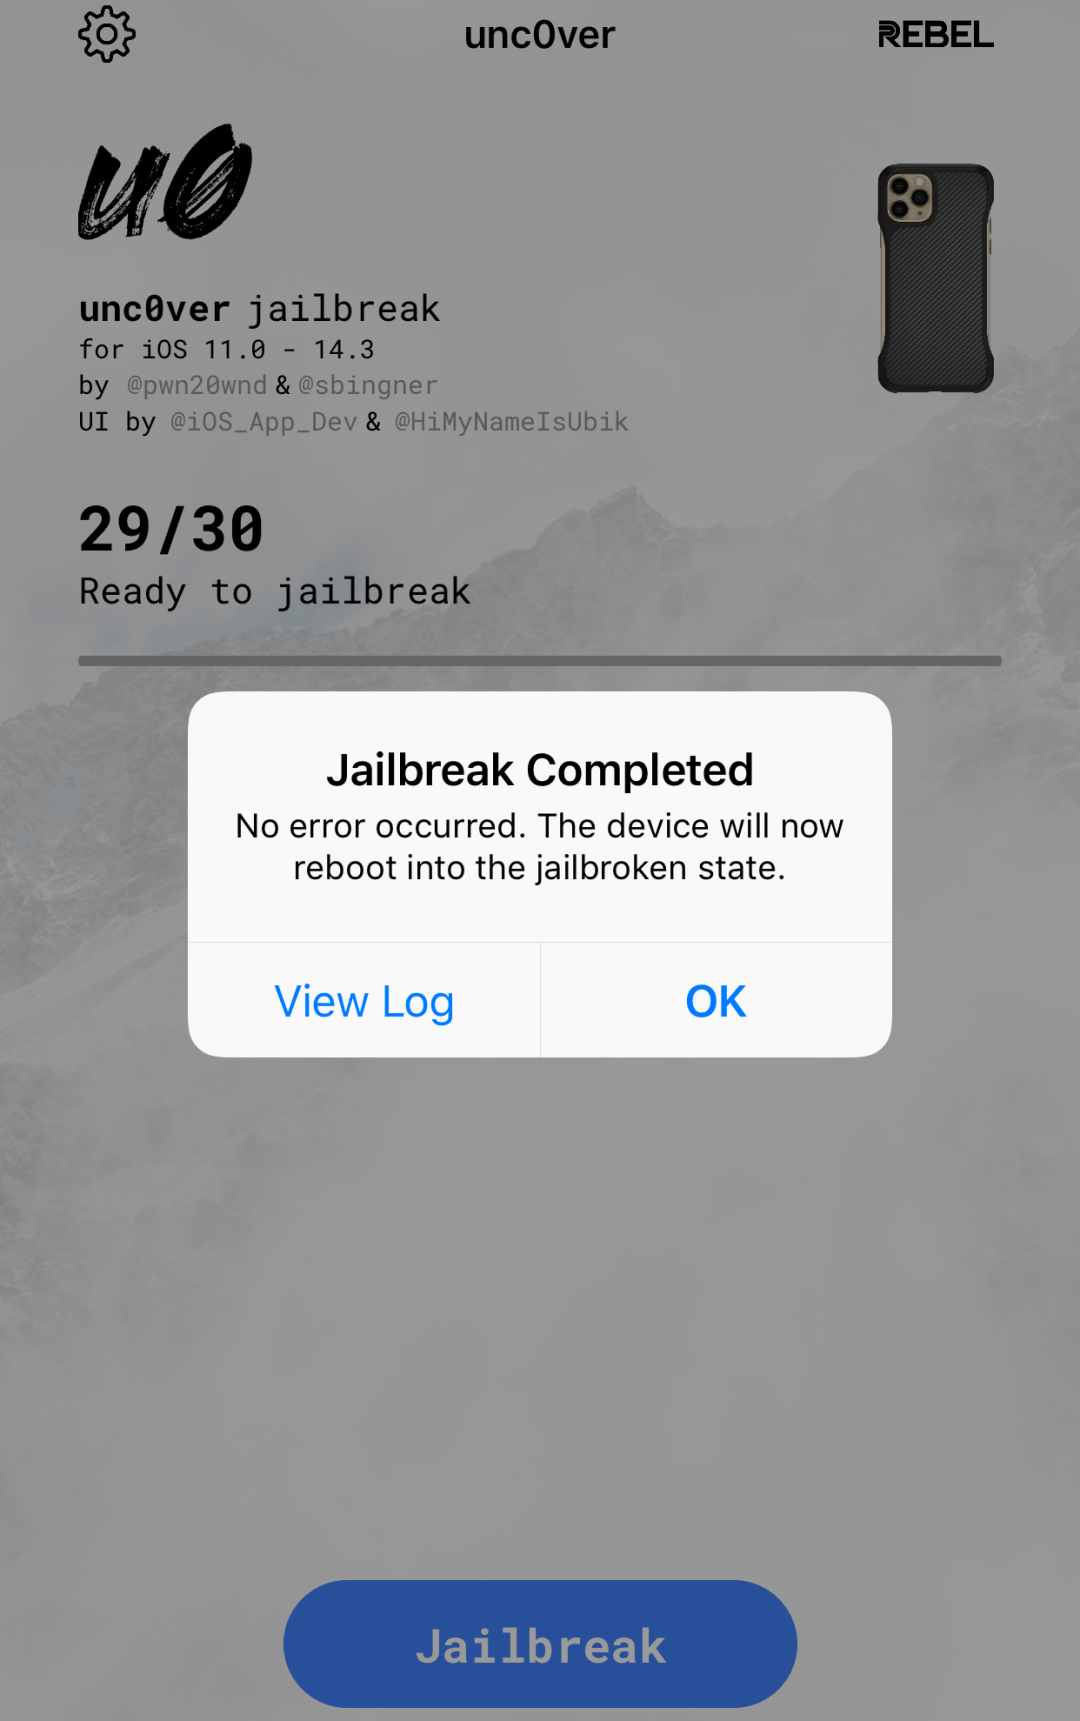 unc0ver
REBEL
u0
unc0ver jailbreak
for iOS 11.0 - 14.3
by @pwn20wnd & @sbingner
UI by @iOS_App_Dev & @HiMyNameIsUbik
29/30
Ready to jailbreak
Jailbreak Completed
No error occurred. The device will now
reboot into the jailbroken state.
View Log
OK
Jailbreak